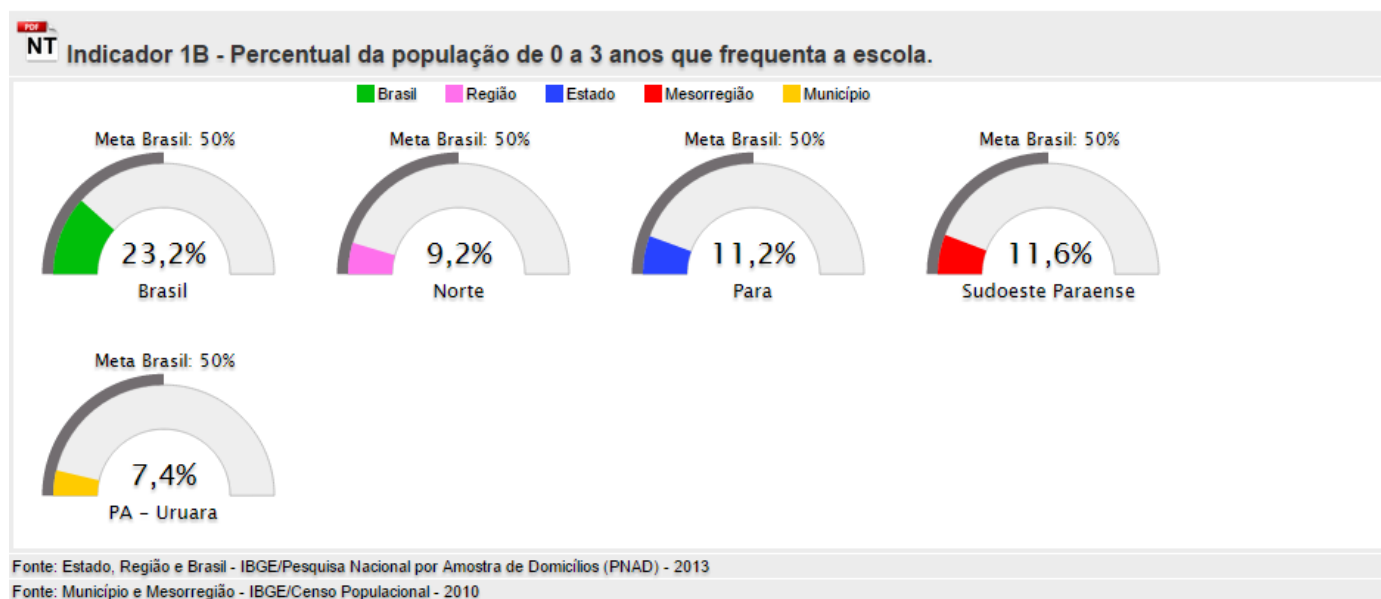 PDF
NT
Indicador 1B - Percentual da população de 0 a 3 anos que frequenta a escola.
Brasil Região Estado Mesorregião Município
Meta Brasil: 50% Meta Brasil: 50% Meta Brasil: 50% Meta Brasil: 50%
23,2% 9,2% 11,2% 11,6%
Brasil Norte Para Sudoeste Paraense
Meta Brasil: 50%
7,4%
PA - Uruara
Fonte: Estado, Região e Brasil - IBGE/Pesquisa Nacional por Amostra de Domicílios (PNAD) - 2013
Fonte: Município e Mesorregião - IBGE/Censo Populacional - 2010